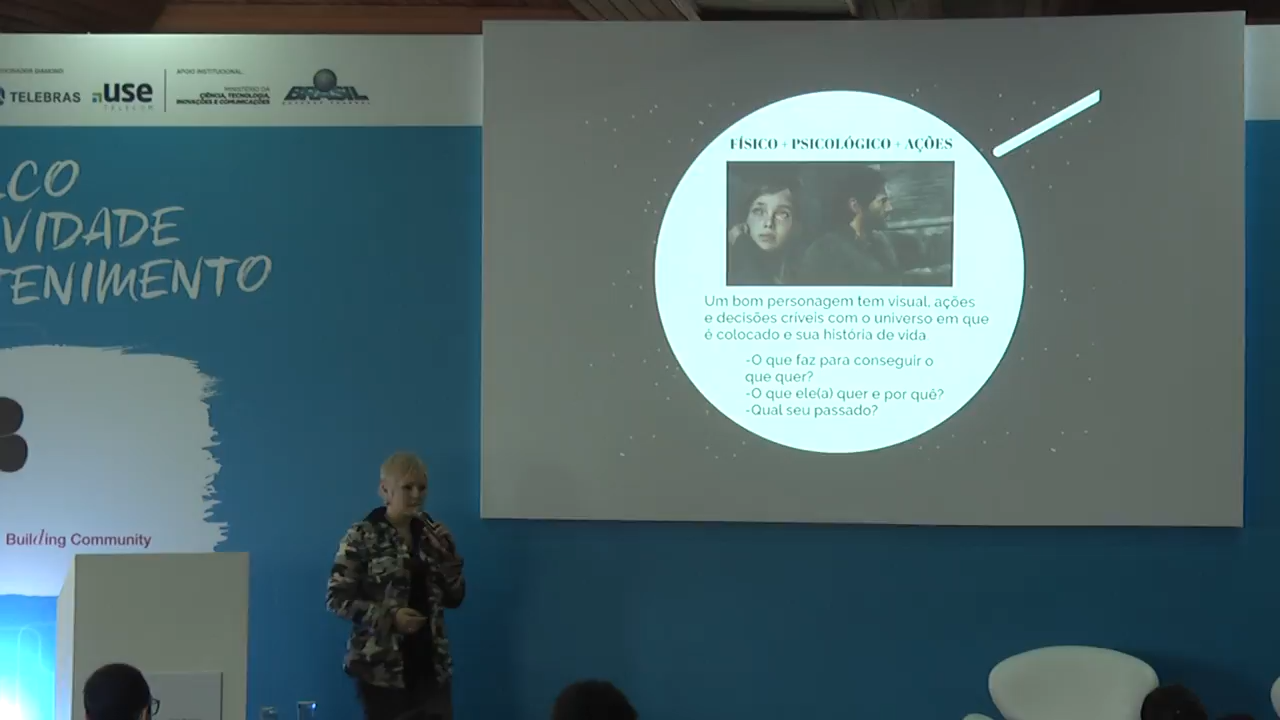 TELEBRAS
use
TELECOM
APOIO INSTITUCIONAL:
MINISTÉRIO DA
CIÊNCIA, TECNOLOGIA,
INOVAÇÕES E COMUNICAÇÕES
BRASIL
LCO
VIDADE
TENIMENTO
Building Community
FÍSICO + PSICOLÓGICO + AÇÕES
Um bom personagem tem visual, ações
e decisões críveis com o universo em que
é colocado e sua história de vida
-O que faz para conseguir o
que quer?
-O que ele(a) quer e por quê?
-Qual seu passado?